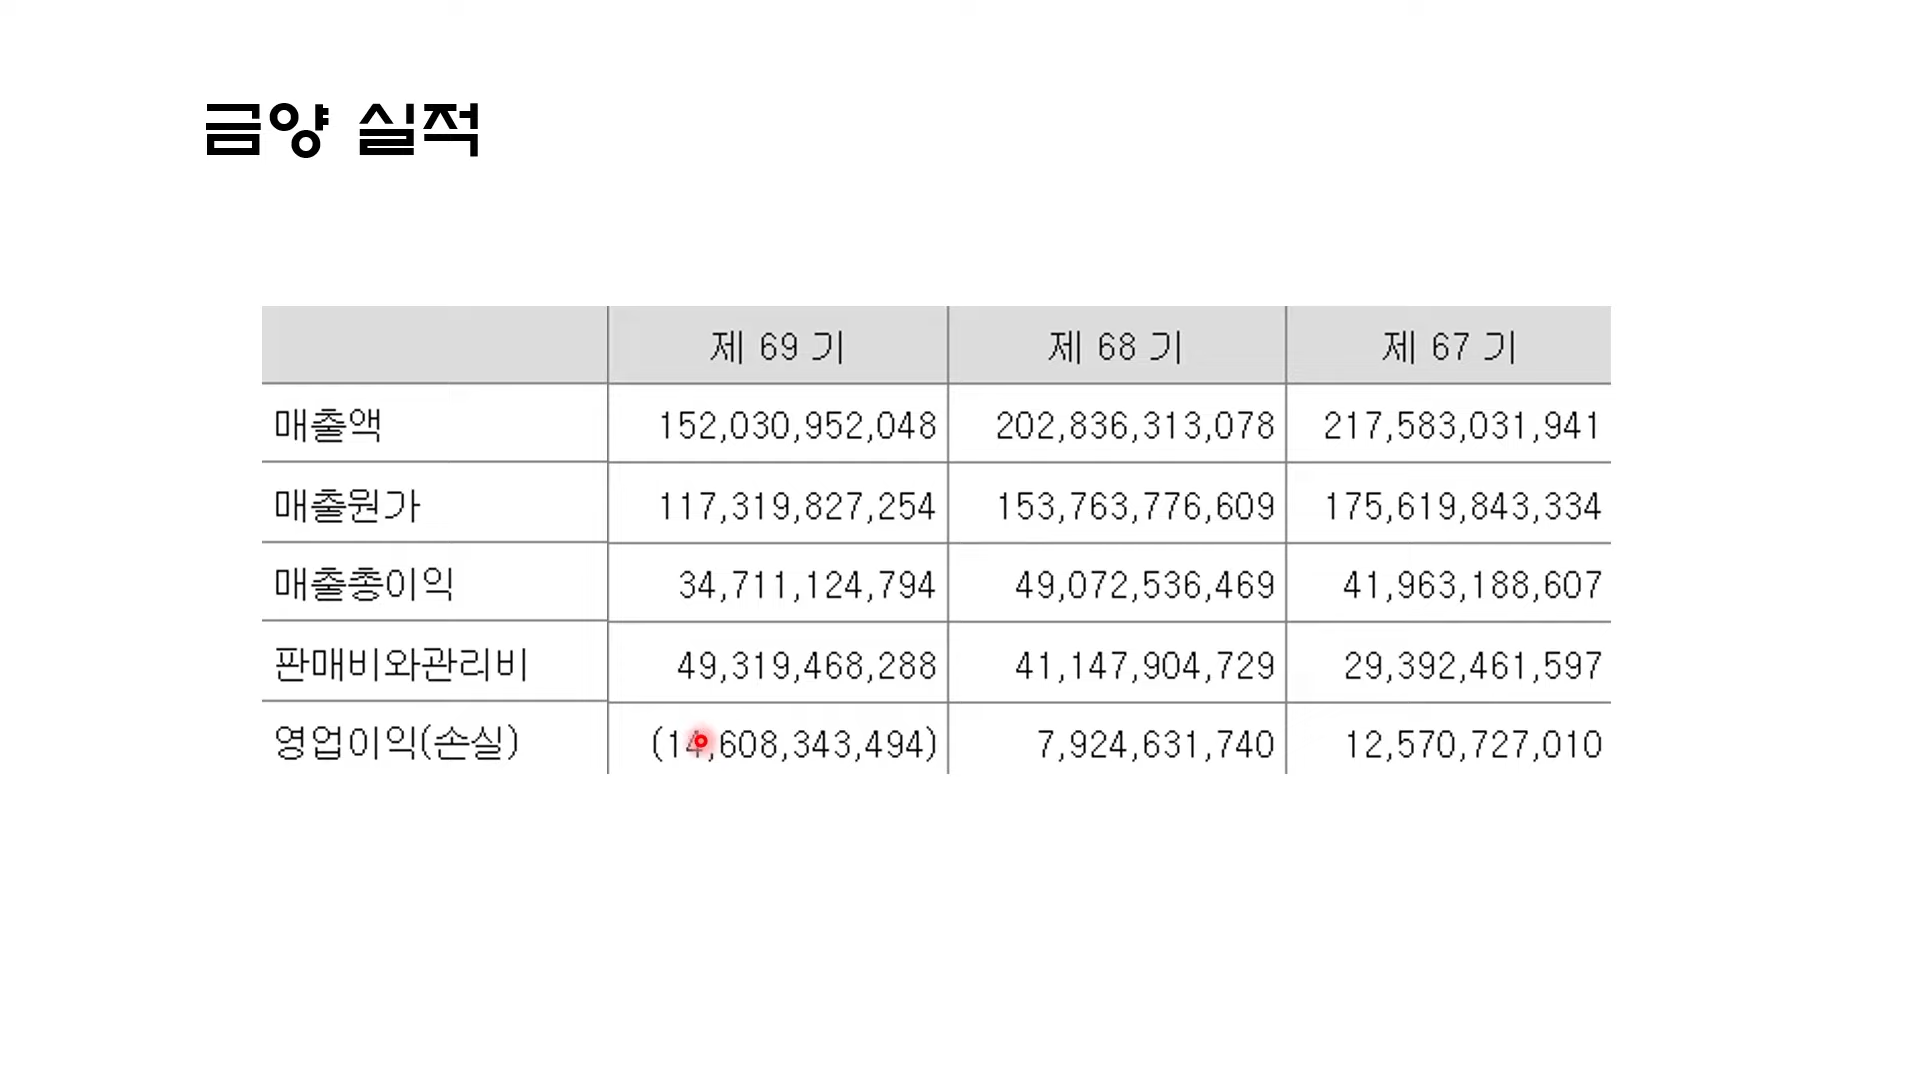 금양 실적
제 69 기 제 68 기 제 67 기
매출액 152,030,952,048 202,836,313,078 217,583,031,941
매출원가 117,319,827,254 153,763,776,609 175,619,843,334
매출총이익 34,711,124,794 49,072,536,469 41,963,188,607
판매비와관리비 49,319,468,288 41,147,904,729 29,392,461,597
영업이익(손실) (14,608,343,494) 7,924,631,740 12,570,727,010